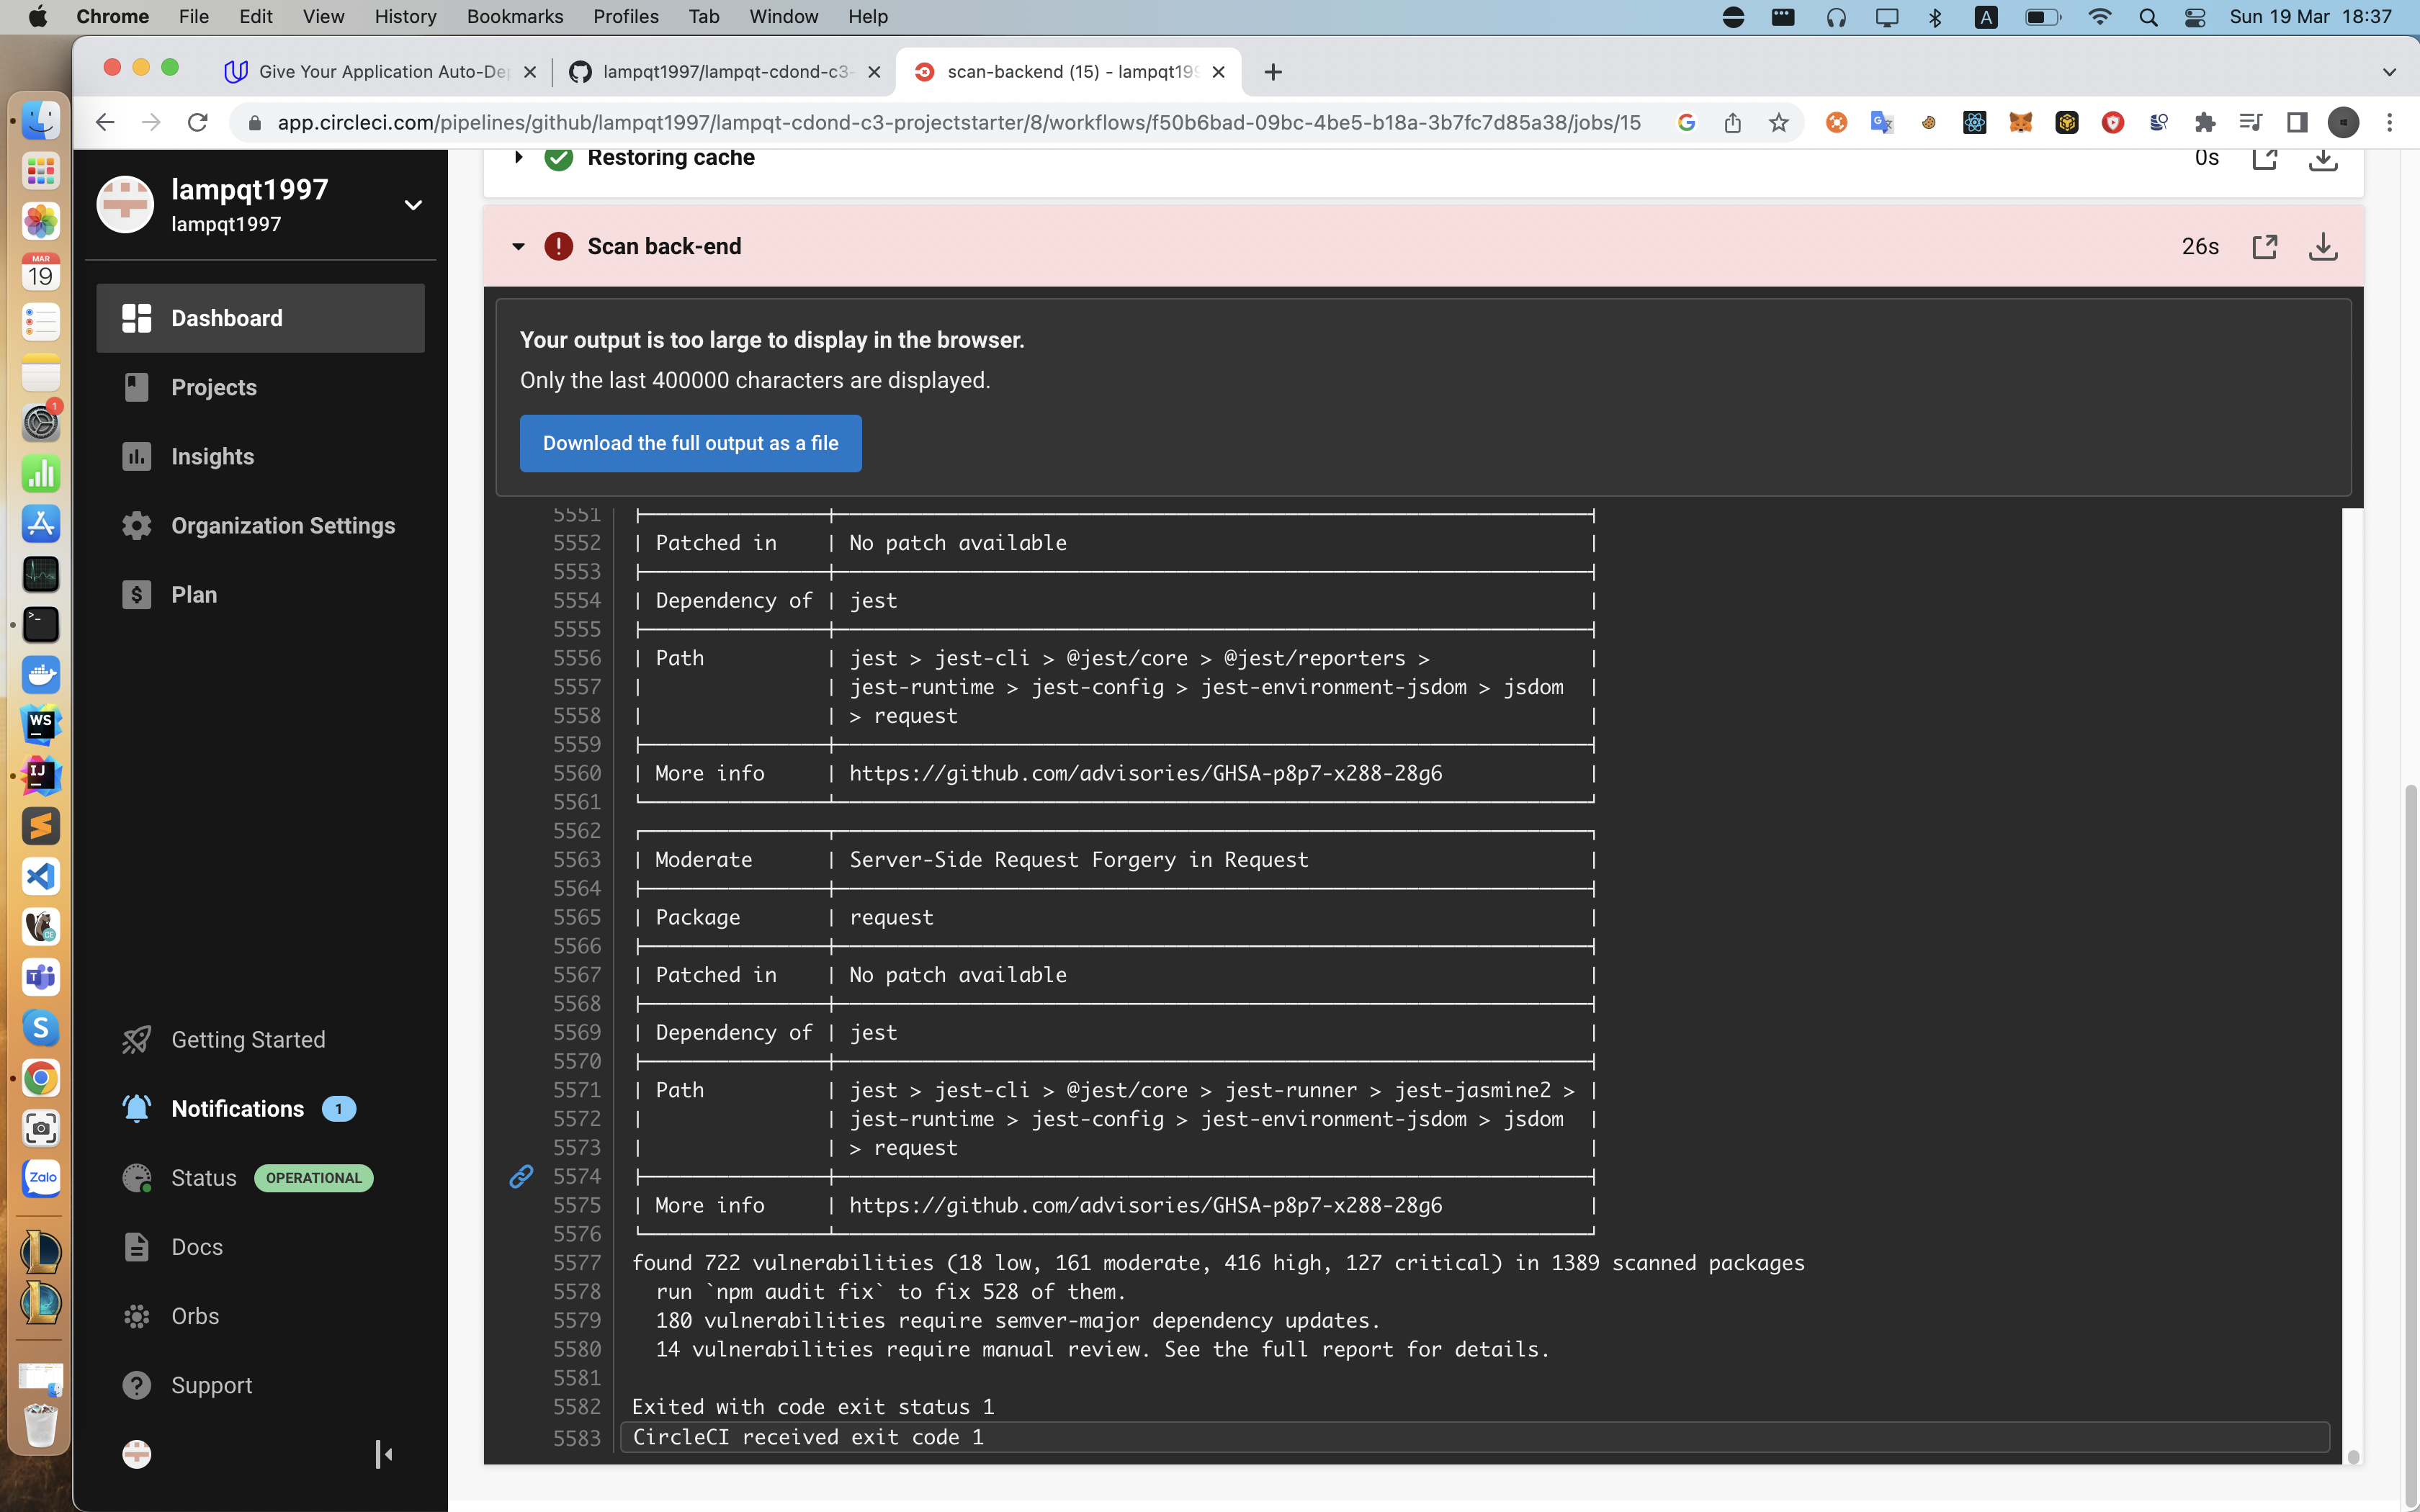 Chrome File Edit View History Bookmarks Profiles Tab Window Help
A
Sun 19 Mar 18:37
Give Your Application Auto-De
lampqt1997/lampqt-cdond-c3-
scan-backend (15) - lampqt199
app.circleci.com/pipelines/github/lampqt1997/lampqt-cdond-c3-projectstarter/8/workflows/f50b6bad-09bc-4be5-b18a-3b7fc7d85a38/jobs/15
MAR
19
1
WS
IJ
CE
Zalo
lampqt1997
lampqt1997
Dashboard
Projects
Insights
Organization Settings
Plan
Getting Started
Notifications 1
Status OPERATIONAL
Docs
Orbs
Support
Restoring cache 0s
Scan back-end 26s
Your output is too large to display in the browser.
Only the last 400000 characters are displayed.
Download the full output as a file
5551
5552 | Patched in | No patch available |
5553
5554 | Dependency of | jest |
5555
5556 | Path | jest > jest-cli > @jest/core > @jest/reporters > |
5557 | | jest-runtime > jest-config > jest-environment-jsdom > jsdom |
5558 | | > request |
5559
5560 | More info | https://github.com/advisories/GHSA-p8p7-x288-28g6 |
5561
5562
5563 | Moderate | Server-Side Request Forgery in Request |
5564
5565 | Package | request |
5566
5567 | Patched in | No patch available |
5568
5569 | Dependency of | jest |
5570
5571 | Path | jest > jest-cli > @jest/core > jest-runner > jest-jasmine2 > |
5572 | | jest-runtime > jest-config > jest-environment-jsdom > jsdom |
5573 | | > request |
5574
5575 | More info | https://github.com/advisories/GHSA-p8p7-x288-28g6 |
5576
5577 found 722 vulnerabilities (18 low, 161 moderate, 416 high, 127 critical) in 1389 scanned packages
5578 run `npm audit fix` to fix 528 of them.
5579 180 vulnerabilities require semver-major dependency updates.
5580 14 vulnerabilities require manual review. See the full report for details.
5581
5582 Exited with code exit status 1
5583 CircleCI received exit code 1